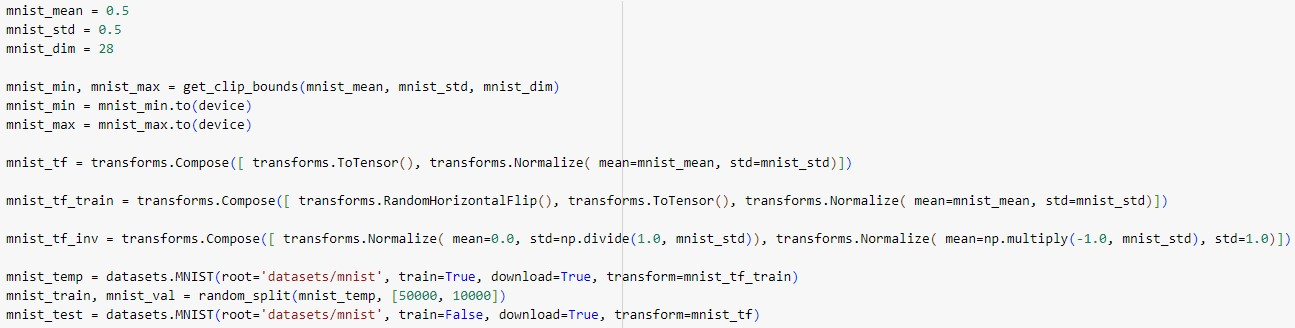 mnist_mean = 0.5
mnist_std = 0.5
mnist_dim = 28
mnist_min, mnist_max = get_clip_bounds(mnist_mean, mnist_std, mnist_dim)
mnist_min = mnist_min.to(device)
mnist_max = mnist_max.to(device)
mnist_tf = transforms.Compose([ transforms.ToTensor(), transforms.Normalize( mean=mnist_mean, std=mnist_std)])
mnist_tf_train = transforms.Compose([ transforms.RandomHorizontalFlip(), transforms.ToTensor(), transforms.Normalize( mean=mnist_mean, std=mnist_std)])
mnist_tf_inv = transforms.Compose([ transforms.Normalize( mean=0.0, std=np.divide(1.0, mnist_std)), transforms.Normalize( mean=np.multiply(-1.0, mnist_std), std=1.0)])
mnist_temp = datasets.MNIST(root='datasets/mnist', train=True, download=True, transform=mnist_tf_train)
mnist_train, mnist_val = random_split(mnist_temp, [50000, 10000])
mnist_test = datasets.MNIST(root='datasets/mnist', train=False, download=True, transform=mnist_tf)